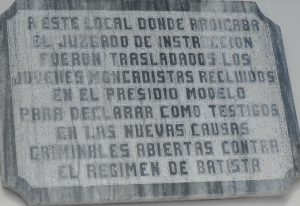 A ESTE LOCAL DONDE RADICABA
EL JUZGADO DE INSTRUCCION
FUERON TRASLADADOS LOS
JOVENES MONCADISTAS RECLUIDOS
EN EL PRESIDIO MODELO
PARA DECLARAR COMO TESTIGOS
EN LAS NUEVAS CAUSAS
CRIMINALES ABIERTAS CONTRA
EL REGIMEN DE BATISTA